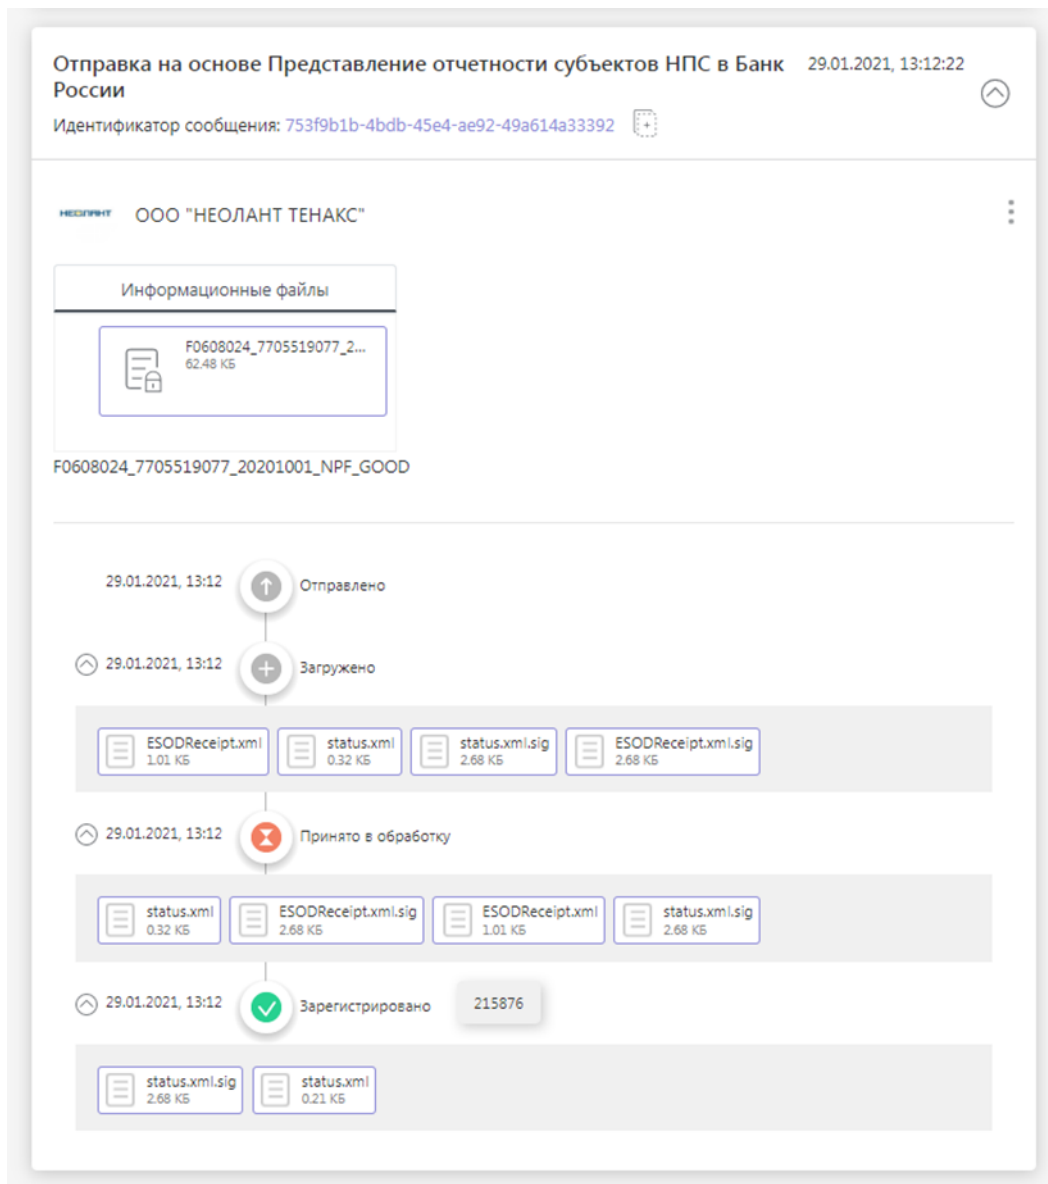 Отправка на основе Представление отчетности субъектов НПС в Банк России
29.01.2021, 13:12:22
Идентификатор сообщения: 753f9b1b-4bdb-45e4-ae92-49a614a33392
НЕОЛАНТ
ООО "НЕОЛАНТ ТЕНАКС"
Информационные файлы
F0608024_7705519077_2...
62.48 КБ
F0608024_7705519077_20201001_NPF_GOOD
29.01.2021, 13:12 Отправлено
29.01.2021, 13:12 Загружено
ESODReceipt.xml status.xml status.xml.sig ESODReceipt.xml.sig
1.01 КБ 0.32 КБ 2.68 КБ 2.68 КБ
29.01.2021, 13:12 Принято в обработку
status.xml ESODReceipt.xml.sig ESODReceipt.xml status.xml.sig
0.32 КБ 2.68 КБ 1.01 КБ 2.68 КБ
29.01.2021, 13:12 Зарегистрировано 215876
status.xml.sig status.xml
2.68 КБ 0.21 КБ